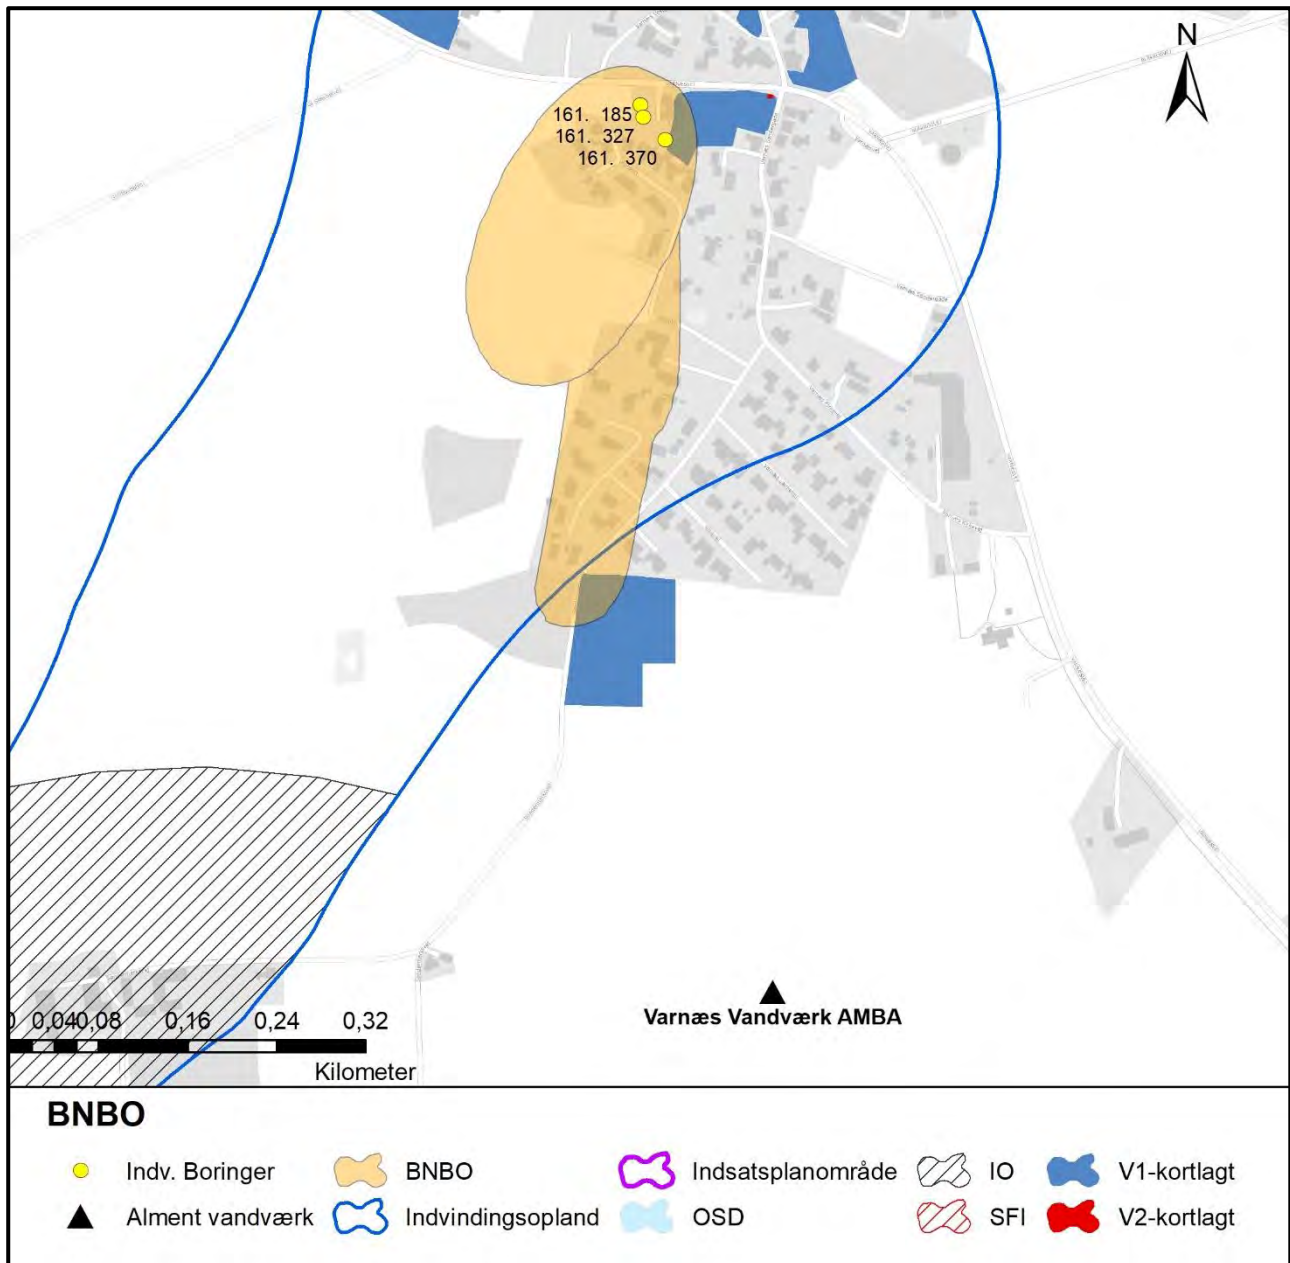 N
161. 185
161. 327
161. 370
Varnæs Vandværk AMBA
0 0,04 0,08 0,16 0,24 0,32
Kilometer
BNBO
Indv. Boringer
BNBO
Indsatsplanområde
IO
V1-kortlagt
Alment vandværk
Indvindingsopland
OSD
SFI
V2-kortlagt